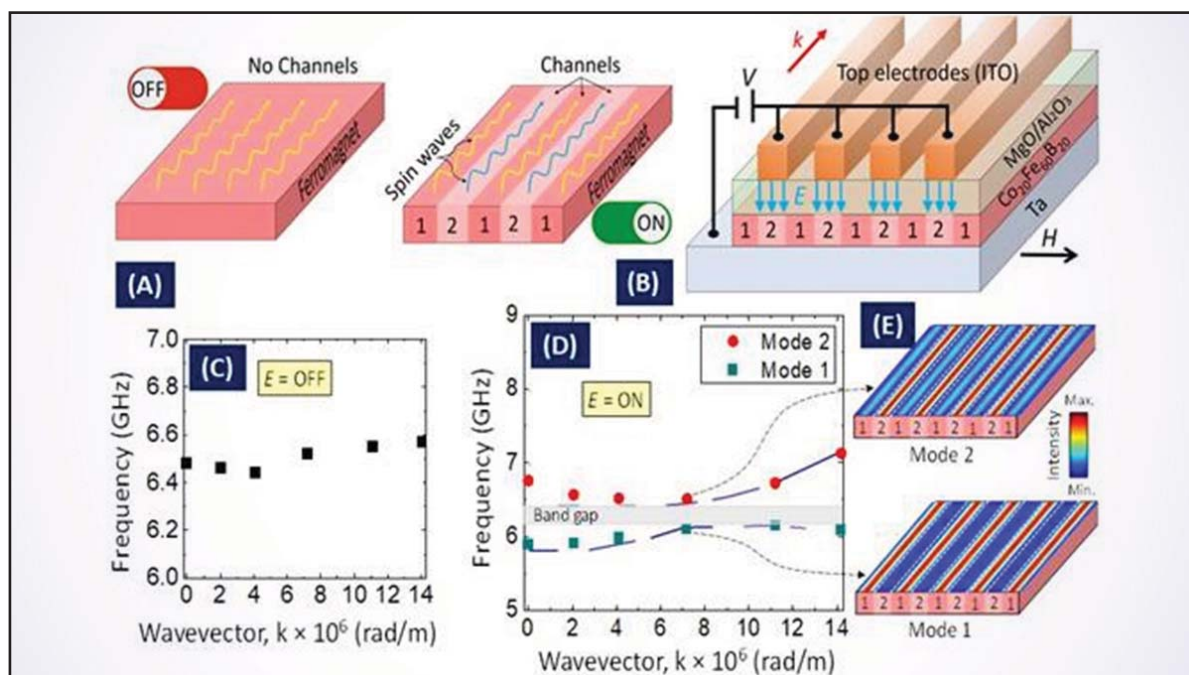 OFF
No Channels
Ferromagnet
Channels
Spin waves
Ferromagnet
1 2 1 2 1
ON
k
V
Top electrodes (ITO)
E
MgO/Al₂O₃
Co₂₀Fe₆₀B₂₀
Ta
1 2 1 2 1 2 1 2 1
H
(A)
(B)
(C)
E = OFF
Frequency (GHz)
7.0
6.8
6.6
6.4
6.2
6.0
0 2 4 6 8 10 12 14
Wavevector, k × 10⁶ (rad/m)
(D)
Mode 2
Mode 1
E = ON
Band gap
Frequency (GHz)
9
8
7
6
5
0 2 4 6 8 10 12 14
Wavevector, k × 10⁶ (rad/m)
(E)
1 2 1 2 1 2 1 2 1
Mode 2
Max.
Intensity
Min.
1 2 1 2 1 2 1 2 1
Mode 1